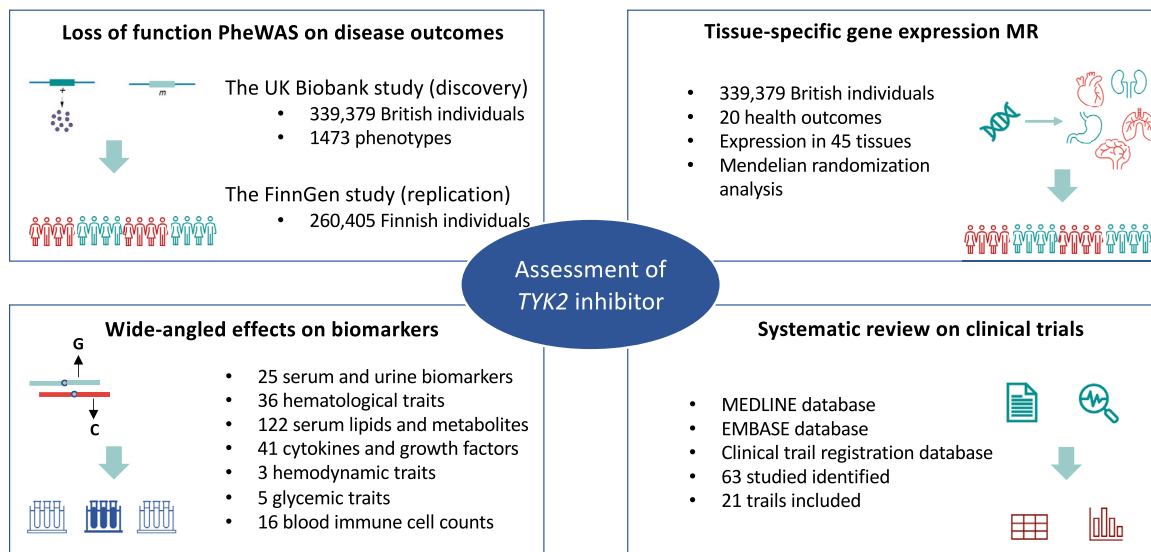 Loss of function PheWAS on disease outcomes
+
m
The UK Biobank study (discovery)
• 339,379 British individuals
• 1473 phenotypes
The FinnGen study (replication)
• 260,405 Finnish individuals
Tissue-specific gene expression MR
• 339,379 British individuals
• 20 health outcomes
• Expression in 45 tissues
• Mendelian randomization
analysis
Assessment of
TYK2 inhibitor
Wide-angled effects on biomarkers
G
C
• 25 serum and urine biomarkers
• 36 hematological traits
• 122 serum lipids and metabolites
• 41 cytokines and growth factors
• 3 hemodynamic traits
• 5 glycemic traits
• 16 blood immune cell counts
Systematic review on clinical trials
• MEDLINE database
• EMBASE database
• Clinical trail registration database
• 63 studied identified
• 21 trails included